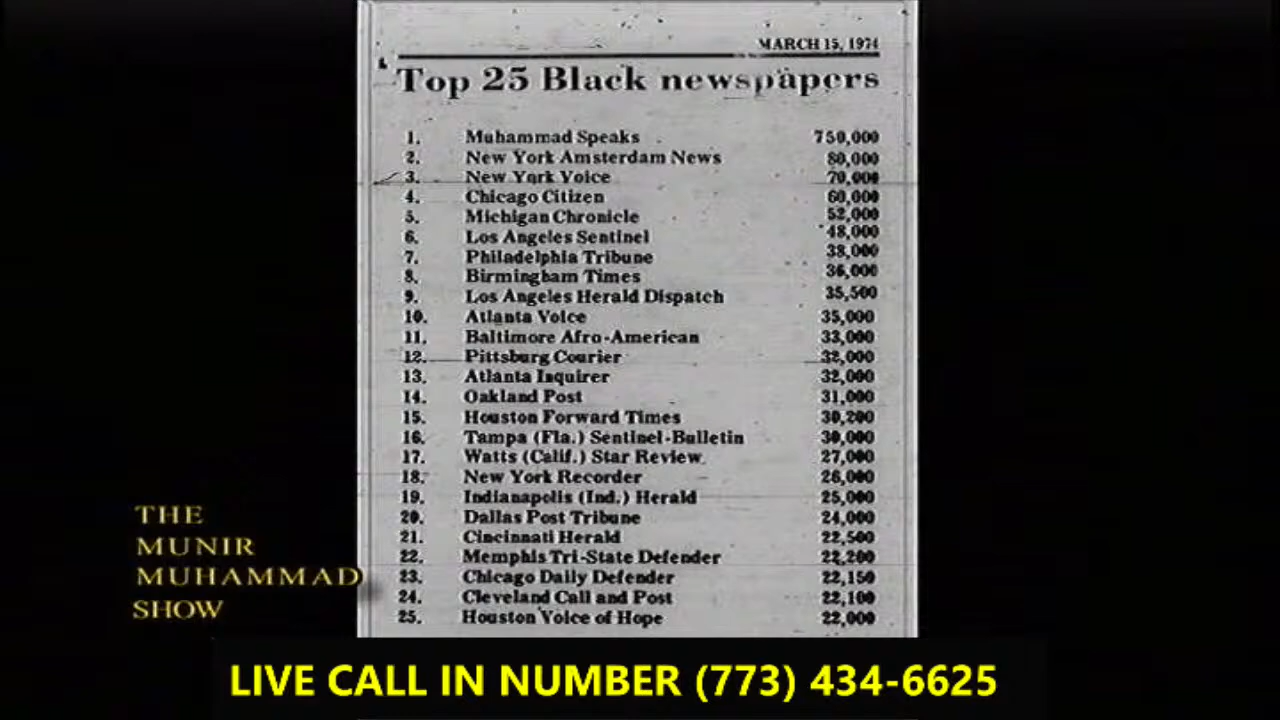 MARCH 15, 1974
Top 25 Black newspapers
1. Muhammad Speaks 750,000
2. New York Amsterdam News 80,000
3. New York Voice 70,000
4. Chicago Citizen 60,000
5. Michigan Chronicle 52,000
6. Los Angeles Sentinel 48,000
7. Philadelphia Tribune 38,000
8. Birmingham Times 36,000
9. Los Angeles Herald Dispatch 35,500
10. Atlanta Voice 35,000
11. Baltimore Afro-American 33,000
12. Pittsburg Courier 32,000
13. Atlanta Inquirer 32,000
14. Oakland Post 31,000
15. Houston Forward Times 30,200
16. Tampa (Fla.) Sentinel-Bulletin 30,000
17. Watts (Calif.) Star Review 27,000
18. New York Recorder 26,000
19. Indianapolis (Ind.) Herald 25,000
20. Dallas Post Tribune 24,000
21. Cincinnati Herald 22,500
22. Memphis Tri-State Defender 22,200
23. Chicago Daily Defender 22,150
24. Cleveland Call and Post 22,100
25. Houston Voice of Hope 22,000
THE
MUNIR
MUHAMMAD
SHOW
LIVE CALL IN NUMBER (773) 434-6625